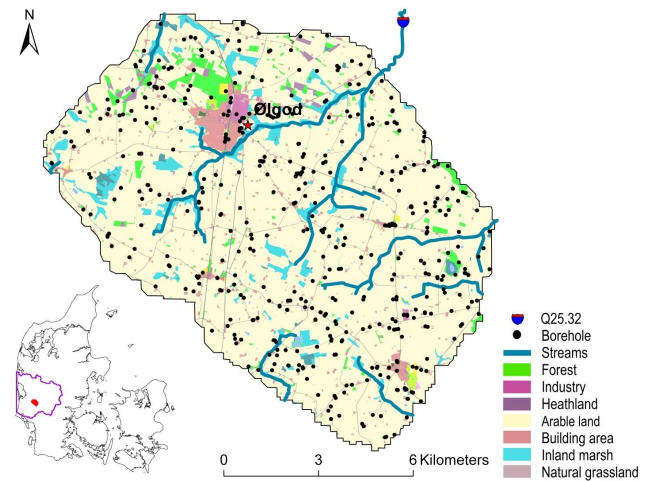 N
Ølgod
Q25.32
Borehole
Streams
Forest
Industry
Heathland
Arable land
Building area
Inland marsh
Natural grassland
0 3 6 Kilometers